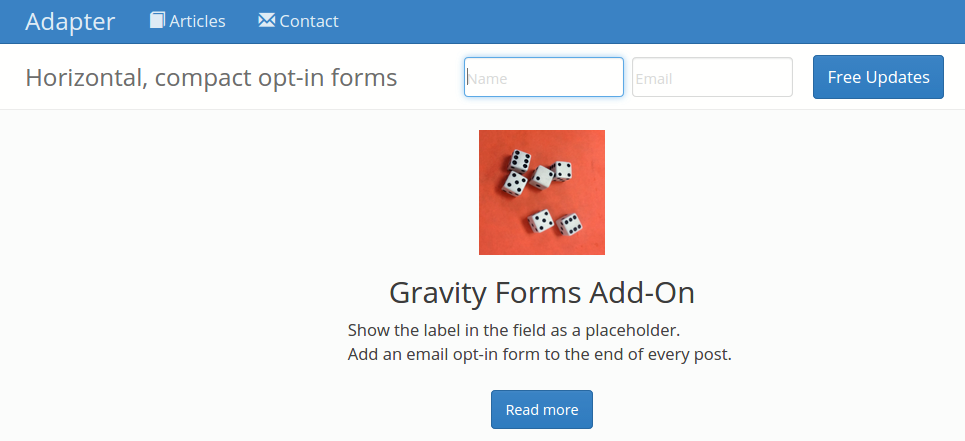 Adapter Articles Contact
Horizontal, compact opt-in forms Name Email Free Updates
Gravity Forms Add-On
Show the label in the field as a placeholder.
Add an email opt-in form to the end of every post.
Read more